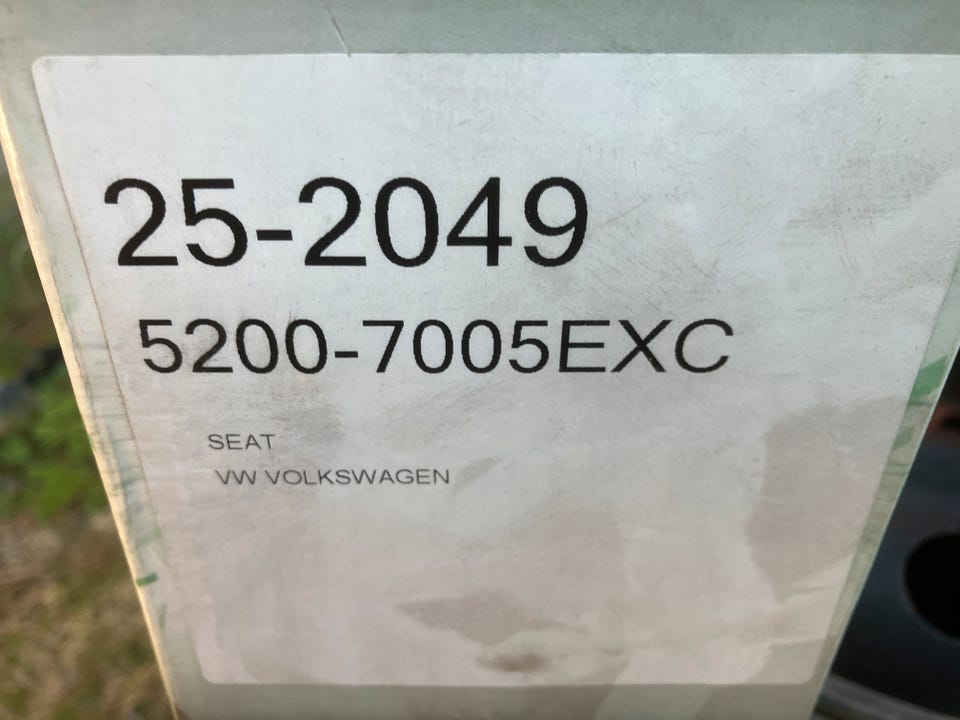 25-2049
5200-7005EXC
SEAT
VW VOLKSWAGEN